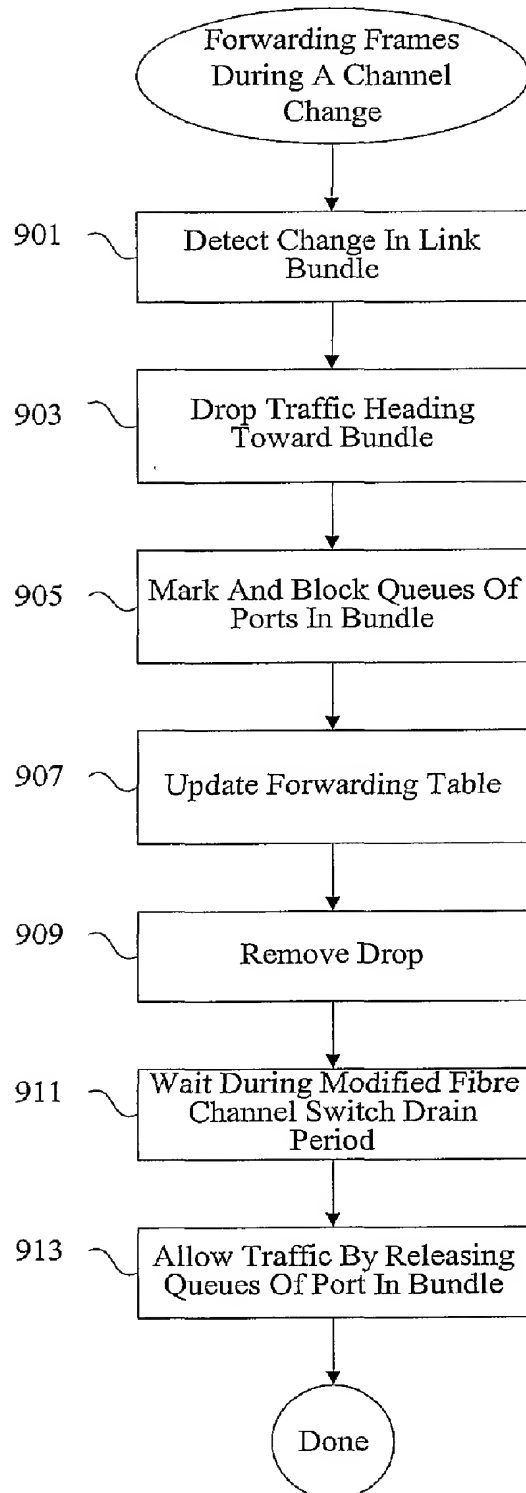 Forwarding Frames
During A Channel
Change
901
Detect Change In Link
Bundle
903
Drop Traffic Heading
Toward Bundle
905
Mark And Block Queues Of
Ports In Bundle
907
Update Forwarding Table
909
Remove Drop
911
Wait During Modified Fibre
Channel Switch Drain
Period
913
Allow Traffic By Releasing
Queues Of Port In Bundle
Done